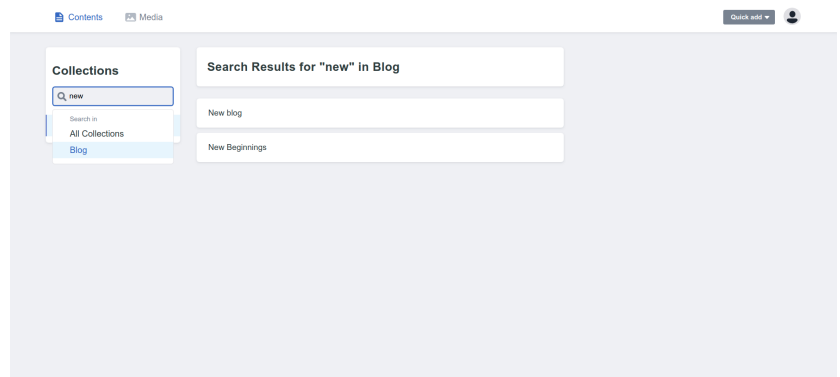 Contents Media Quick add
Collections
new
Search in
All Collections
Blog
Search Results for "new" in Blog
New blog
New Beginnings